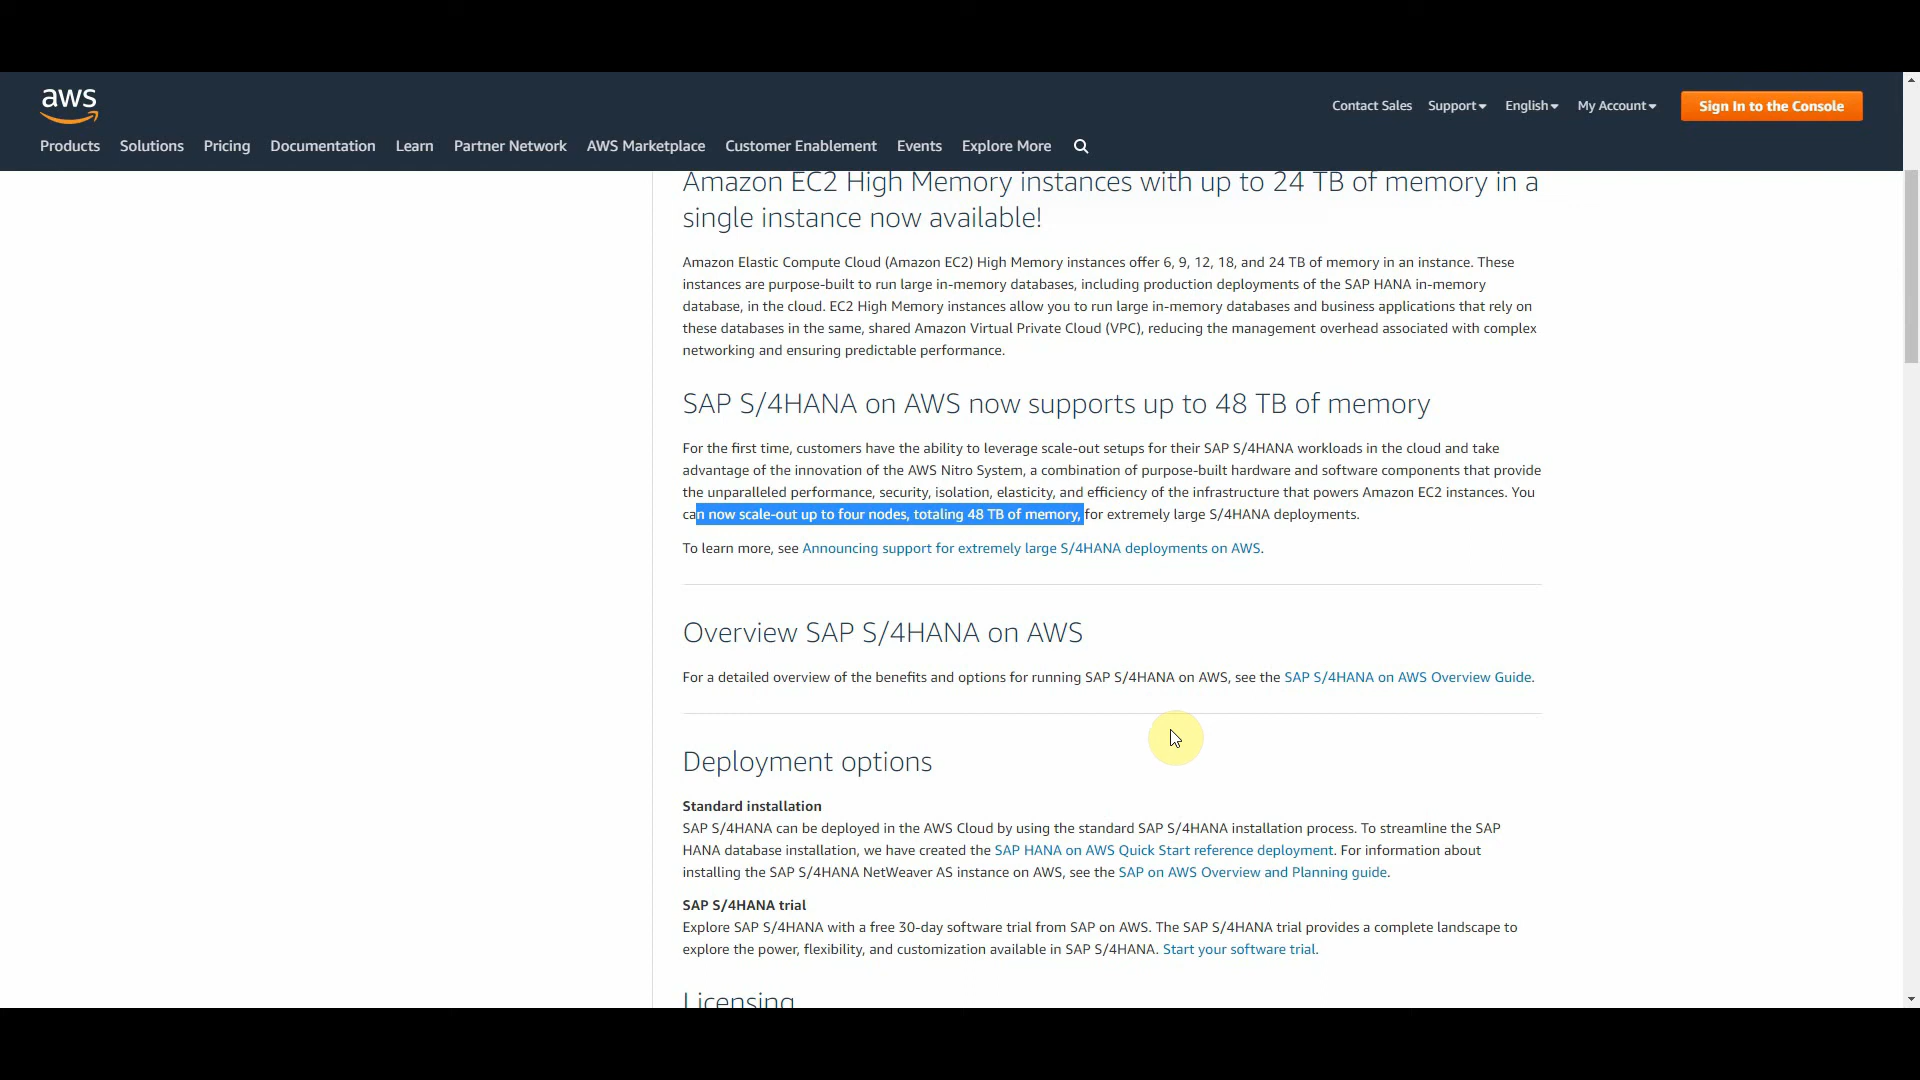 aws
Contact Sales Support English My Account Sign In to the Console
Products Solutions Pricing Documentation Learn Partner Network AWS Marketplace Customer Enablement Events Explore More
Amazon EC2 High Memory instances with up to 24 TB of memory in a
single instance now available!
Amazon Elastic Compute Cloud (Amazon EC2) High Memory instances offer 6, 9, 12, 18, and 24 TB of memory in an instance. These
instances are purpose-built to run large in-memory databases, including production deployments of the SAP HANA in-memory
database, in the cloud. EC2 High Memory instances allow you to run large in-memory databases and business applications that rely on
these databases in the same, shared Amazon Virtual Private Cloud (VPC), reducing the management overhead associated with complex
networking and ensuring predictable performance.
SAP S/4HANA on AWS now supports up to 48 TB of memory
For the first time, customers have the ability to leverage scale-out setups for their SAP S/4HANA workloads in the cloud and take
advantage of the innovation of the AWS Nitro System, a combination of purpose-built hardware and software components that provide
the unparalleled performance, security, isolation, elasticity, and efficiency of the infrastructure that powers Amazon EC2 instances. You
can now scale-out up to four nodes, totaling 48 TB of memory, for extremely large S/4HANA deployments.
To learn more, see Announcing support for extremely large S/4HANA deployments on AWS.
Overview SAP S/4HANA on AWS
For a detailed overview of the benefits and options for running SAP S/4HANA on AWS, see the SAP S/4HANA on AWS Overview Guide.
Deployment options
Standard installation
SAP S/4HANA can be deployed in the AWS Cloud by using the standard SAP S/4HANA installation process. To streamline the SAP
HANA database installation, we have created the SAP HANA on AWS Quick Start reference deployment. For information about
installing the SAP S/4HANA NetWeaver AS instance on AWS, see the SAP on AWS Overview and Planning guide.
SAP S/4HANA trial
Explore SAP S/4HANA with a free 30-day software trial from SAP on AWS. The SAP S/4HANA trial provides a complete landscape to
explore the power, flexibility, and customization available in SAP S/4HANA. Start your software trial.
Licensing